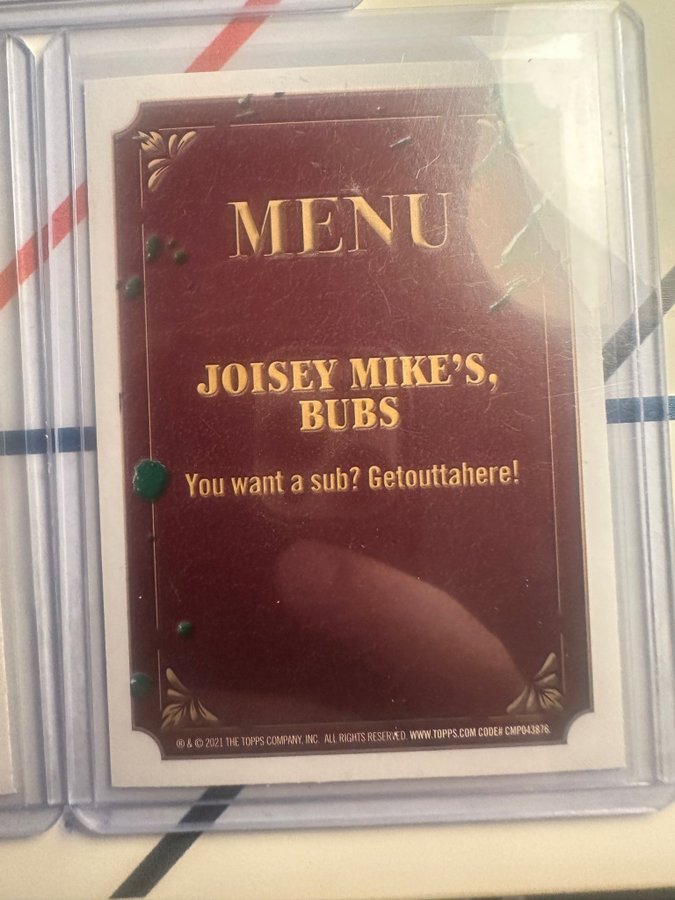 MENU
JOISEY MIKE'S,
BUBS
You want a sub? Getouttahere!
® & © 2021 THE TOPPS COMPANY, INC. ALL RIGHTS RESERVED. WWW.TOPPS.COM CODE# CMP043876.